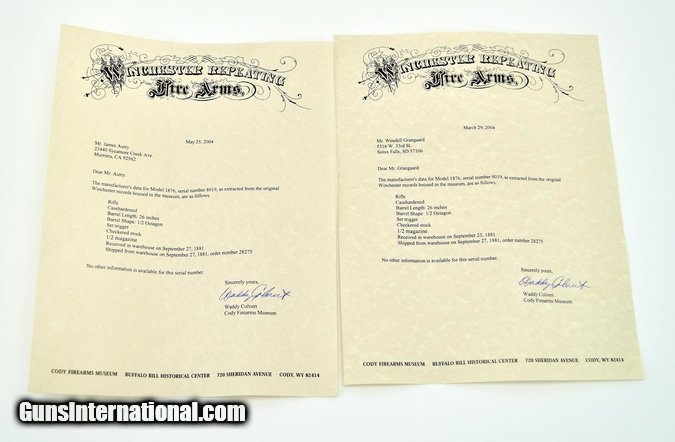 WINCHESTER REPEATING
Fire Arms,
May 25, 2004
Mr. James Autry
23440 Sycamore Creek Ave.
Murrieta, CA 92562
Dear Mr. Autry:
The manufacturer's data for Model 1876, serial number 8019, as extracted from the original
Winchester records housed in the museum, are as follows.
Rifle
Casehardened
Barrel Length: 26 inches
Barrel Shape: 1/2 Octagon
Set trigger
Checkered stock
1/2 magazine
Received in warehouse on September 27, 1881
Shipped from warehouse on September 27, 1881, order number 28275
No other information is available for this serial number.
Sincerely yours,
Waddy Colvert
Waddy Colvert
Cody Firearms Museum
CODY FIREARMS MUSEUM BUFFALO BILL HISTORICAL CENTER 720 SHERIDAN AVENUE CODY, WY 82414
WINCHESTER REPEATING
Fire Arms,
March 29, 2004
Mr. Wendell Grangaard
5316 W. 33rd St.
Sioux Falls, SD 57106
Dear Mr. Grangaard:
The manufacturer's data for Model 1876, serial number 8019, as extracted from the original
Winchester records housed in the museum, are as follows.
Rifle
Casehardened
Barrel Length: 26 inches
Barrel Shape: 1/2 Octagon
Set trigger
Checkered stock
1/2 magazine
Received in warehouse on September 23, 1881
Shipped from warehouse on September 27, 1881, order number 28275
No other information is available for this serial number.
Sincerely yours,
Waddy Colvert
Waddy Colvert
Cody Firearms Museum
CODY FIREARMS MUSEUM BUFFALO BILL HISTORICAL CENTER 720 SHERIDAN AVENUE CODY, WY 82414
GunsInternational.com